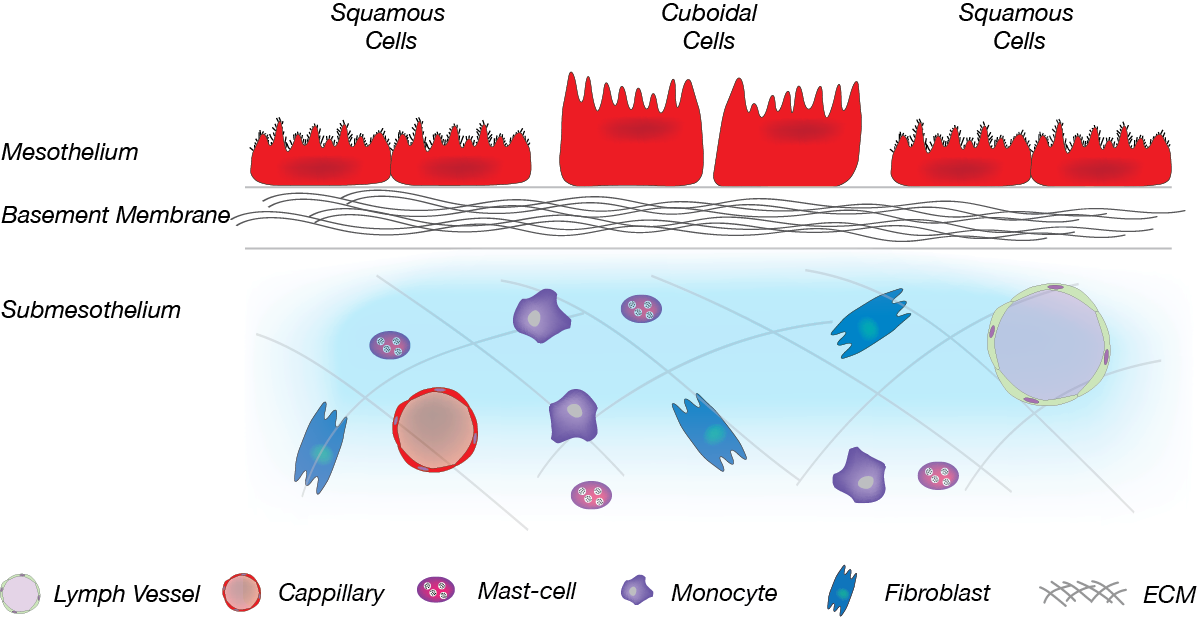 Squamous
Cells
Cuboidal
Cells
Squamous
Cells
Mesothelium
Basement Membrane
Submesothelium
Lymph Vessel
Cappillary
Mast-cell
Monocyte
Fibroblast
ECM